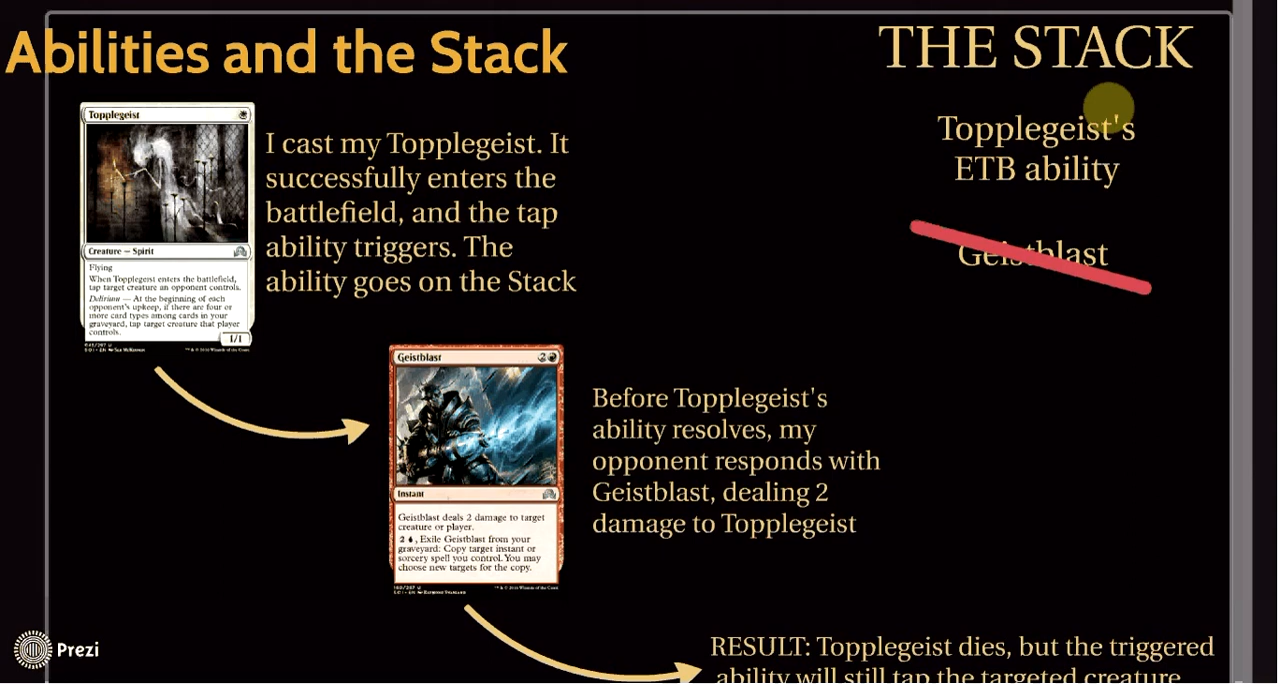 Abilities and the Stack
THE STACK
Topplegeist
Topplegeist's
ETB ability
Geistblast
I cast my Topplegeist. It
successfully enters the
battlefield, and the tap
ability triggers. The
ability goes on the Stack
Creature — Spirit
Flying
When Topplegeist enters the battlefield,
tap target creature an opponent controls.
Delirium — At the beginning of each
opponent's upkeep, if there are four or
more card types among cards in your
graveyard, tap target creature that player
controls.
1/1
Geistblast
2
Before Topplegeist's
ability resolves, my
opponent responds with
Geistblast, dealing 2
damage to Topplegeist
Instant
Geistblast deals 2 damage to target
creature or player.
2 , Exile Geistblast from your
graveyard: Copy target instant or
sorcery spell you control. You may
choose new targets for the copy.
Prezi
RESULT: Topplegeist dies, but the triggered
ability will still tap the targeted creature